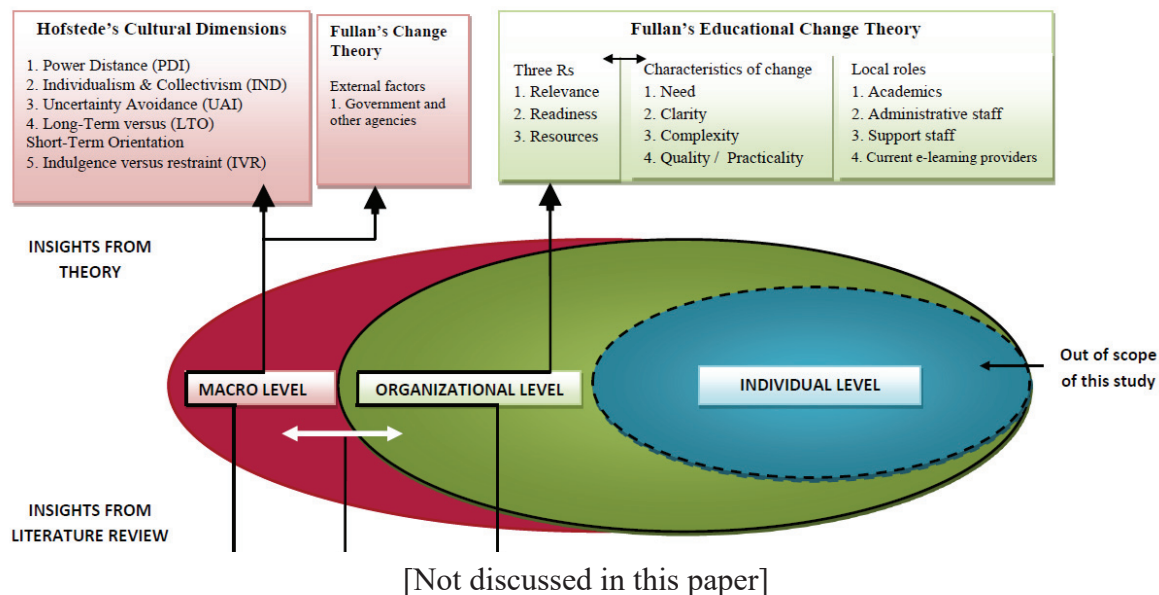 Hofstede's Cultural Dimensions
1. Power Distance (PDI)
2. Individualism & Collectivism (IND)
3. Uncertainty Avoidance (UAI)
4. Long-Term versus (LTO)
Short-Term Orientation
5. Indulgence versus restraint (IVR)
Fullan's Change
Theory
External factors
1. Government and
other agencies
Fullan's Educational Change Theory
Three Rs
1. Relevance
2. Readiness
3. Resources
Characteristics of change
1. Need
2. Clarity
3. Complexity
4. Quality / Practicality
Local roles
1. Academics
2. Administrative staff
3. Support staff
4. Current e-learning providers
INSIGHTS FROM
THEORY
MACRO LEVEL
ORGANIZATIONAL LEVEL
INDIVIDUAL LEVEL
Out of scope
of this study
INSIGHTS FROM
LITERATURE REVIEW
[Not discussed in this paper]